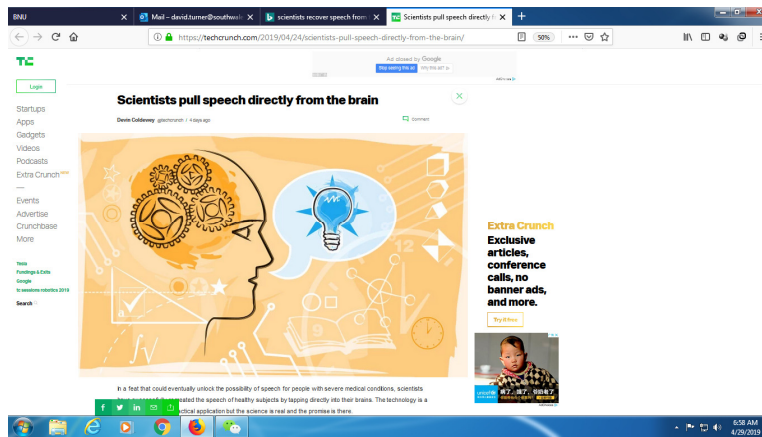 BNU
Mail – david.turner@southwal
scientists recover speech from
Scientists pull speech directly f
https://techcrunch.com/2019/04/24/scientists-pull-speech-directly-from-the-brain/
50%
Ad closed by Google
Stop seeing this ad
Why this ad?
Login
Startups
Apps
Gadgets
Videos
Podcasts
Extra Crunch
—
Events
Advertise
Crunchbase
More
Tesla
Fundings & Exits
Google
tc sessions robotics 2019
Search
Scientists pull speech directly from the brain
Devin Coldewey @techcrunch / 4 days ago
comment
12
9
Extra Crunch
Exclusive
articles,
conference
calls, no
banner ads,
and more.
Try it free
unicef
In a feat that could eventually unlock the possibility of speech for people with severe medical conditions, scientists
recreated the speech of healthy subjects by tapping directly into their brains. The technology is a
practical application but the science is real and the promise is there.
6:58 AM
4/29/2019